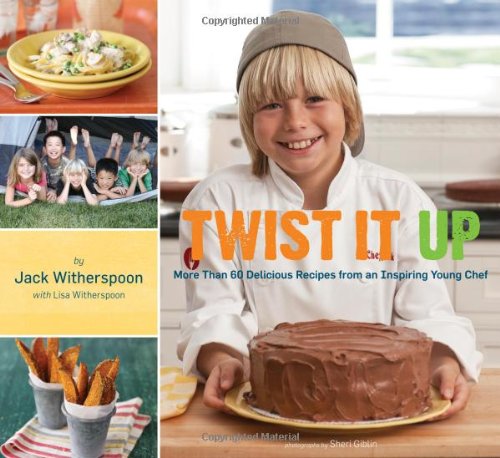 Copyrighted Material
TWIST IT UP
More Than 60 Delicious Recipes from an Inspiring Young Chef
by
Jack Witherspoon
with Lisa Witherspoon
photographs by Sheri Giblin
Copyrighted Material